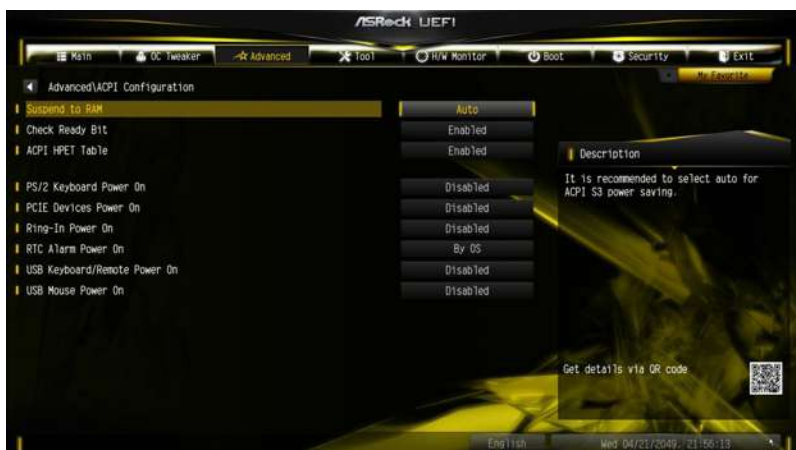 ASRock UEFI
Main OC Tweaker Advanced Tool H/W Monitor Boot Security Exit
My Favorite
Advanced\ACPI Configuration
Suspend to RAM Auto
Check Ready Bit Enabled
ACPI HPET Table Enabled
Description
It is recommended to select auto for
ACPI S3 power saving.
PS/2 Keyboard Power On Disabled
PCIE Devices Power On Disabled
Ring-In Power On Disabled
RTC Alarm Power On By OS
USB Keyboard/Remote Power On Disabled
USB Mouse Power On Disabled
Get details via QR code
English Wed 04/21/2049, 21:56:13